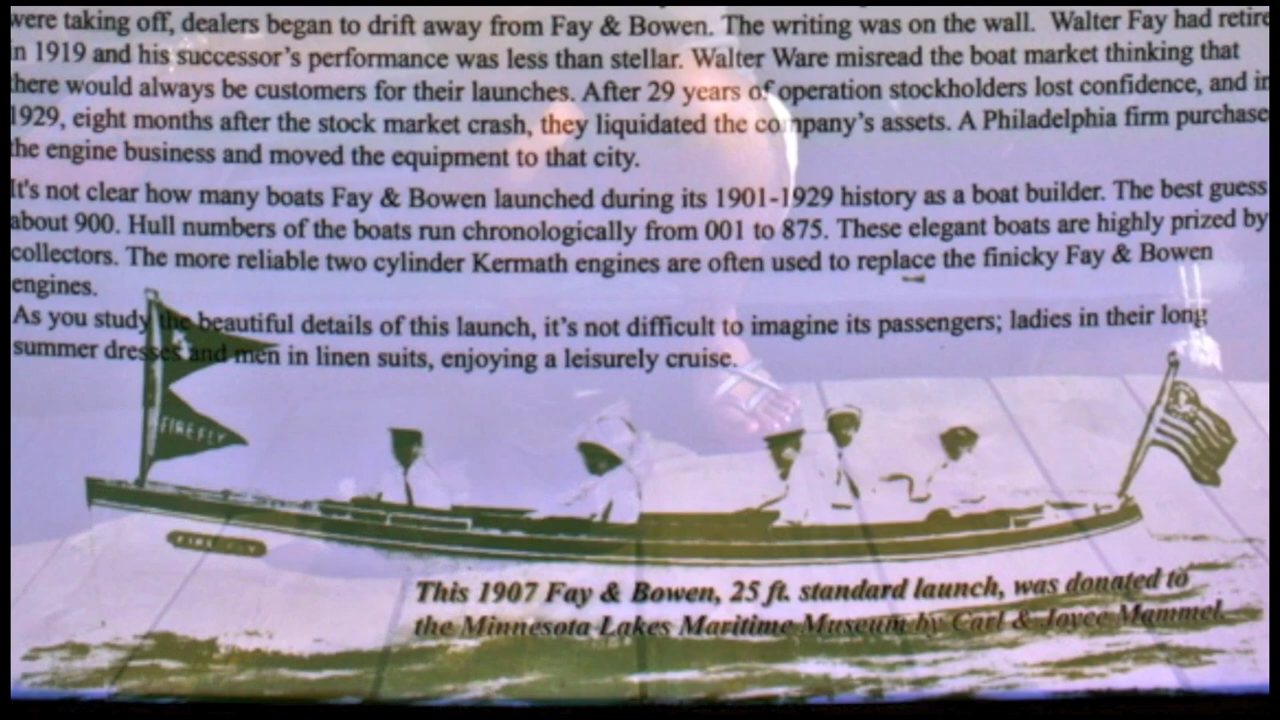 were taking off, dealers began to drift away from Fay & Bowen. The writing was on the wall. Walter Fay had retire
in 1919 and his successor's performance was less than stellar. Walter Ware misread the boat market thinking that
there would always be customers for their launches. After 29 years of operation stockholders lost confidence, and in
1929, eight months after the stock market crash, they liquidated the company's assets. A Philadelphia firm purchase
the engine business and moved the equipment to that city.
It's not clear how many boats Fay & Bowen launched during its 1901-1929 history as a boat builder. The best guess
about 900. Hull numbers of the boats run chronologically from 001 to 875. These elegant boats are highly prized by
collectors. The more reliable two cylinder Kermath engines are often used to replace the finicky Fay & Bowen
engines.
As you study the beautiful details of this launch, it's not difficult to imagine its passengers; ladies in their long
summer dresses and men in linen suits, enjoying a leisurely cruise.
FIREFLY
FIREFLY
This 1907 Fay & Bowen, 25 ft. standard launch, was donated to
the Minnesota Lakes Maritime Museum by Carl & Joyce Mammel.